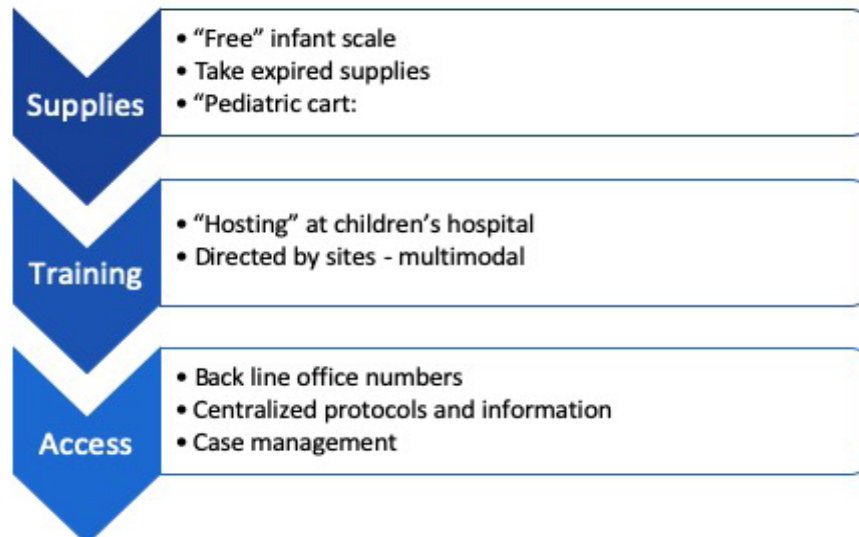 Supplies
• “Free” infant scale
• Take expired supplies
• “Pediatric cart:
Training
• “Hosting” at children’s hospital
• Directed by sites - multimodal
Access
• Back line office numbers
• Centralized protocols and information
• Case management